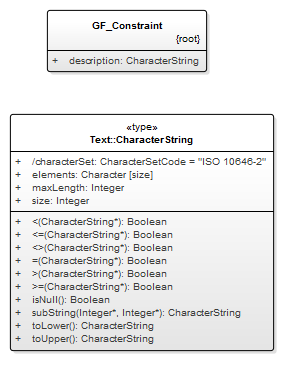 GF_Constraint
{root}
+ description: CharacterString
«type»
Text::CharacterString
+ /characterSet: CharacterSetCode = "ISO 10646-2"
+ elements: Character [size]
+ maxLength: Integer
+ size: Integer
+ <(CharacterString*): Boolean
+ <=(CharacterString*): Boolean
+ <>(CharacterString*): Boolean
+ =(CharacterString*): Boolean
+ >(CharacterString*): Boolean
+ >=(CharacterString*): Boolean
+ isNull(): Boolean
+ subString(Integer*, Integer*): CharacterString
+ toLower(): CharacterString
+ toUpper(): CharacterString